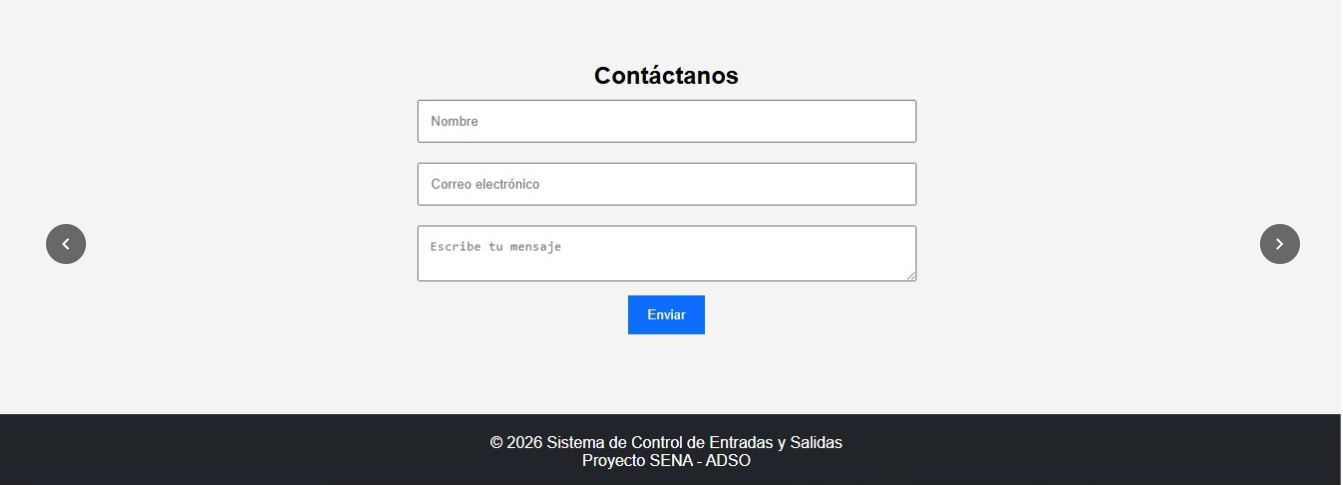 Contáctanos
Nombre
Correo electrónico
Escribe tu mensaje
Enviar
© 2026 Sistema de Control de Entradas y Salidas
Proyecto SENA - ADSO